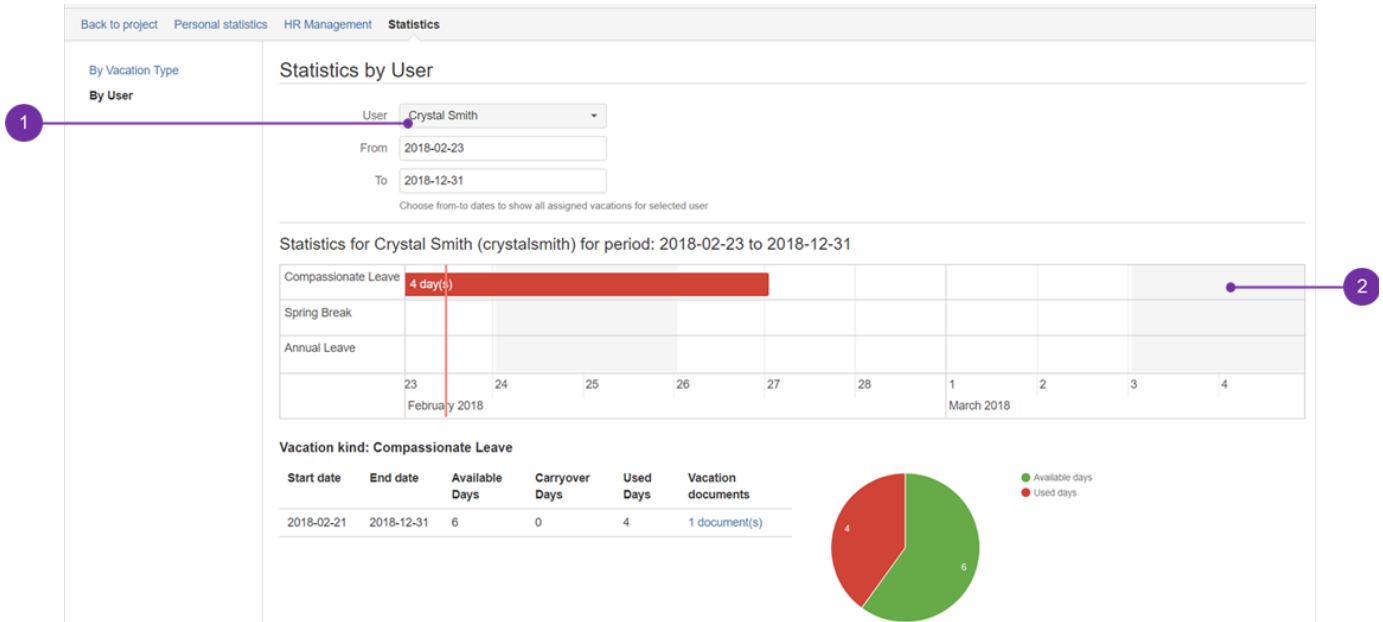 Back to project Personal statistics HR Management Statistics
By Vacation Type
By User
Statistics by User
1
User Crystal Smith
From 2018-02-23
To 2018-12-31
Choose from-to dates to show all assigned vacations for selected user
Statistics for Crystal Smith (crystalsmith) for period: 2018-02-23 to 2018-12-31
Compassionate Leave 4 day(s)
2
Spring Break
Annual Leave
23 24 25 26 27 28 1 2 3 4
February 2018 March 2018
Vacation kind: Compassionate Leave
Start date End date Available Days Carryover Days Used Days Vacation documents
2018-02-21 2018-12-31 6 0 4 1 document(s)
Available days
Used days
4
6